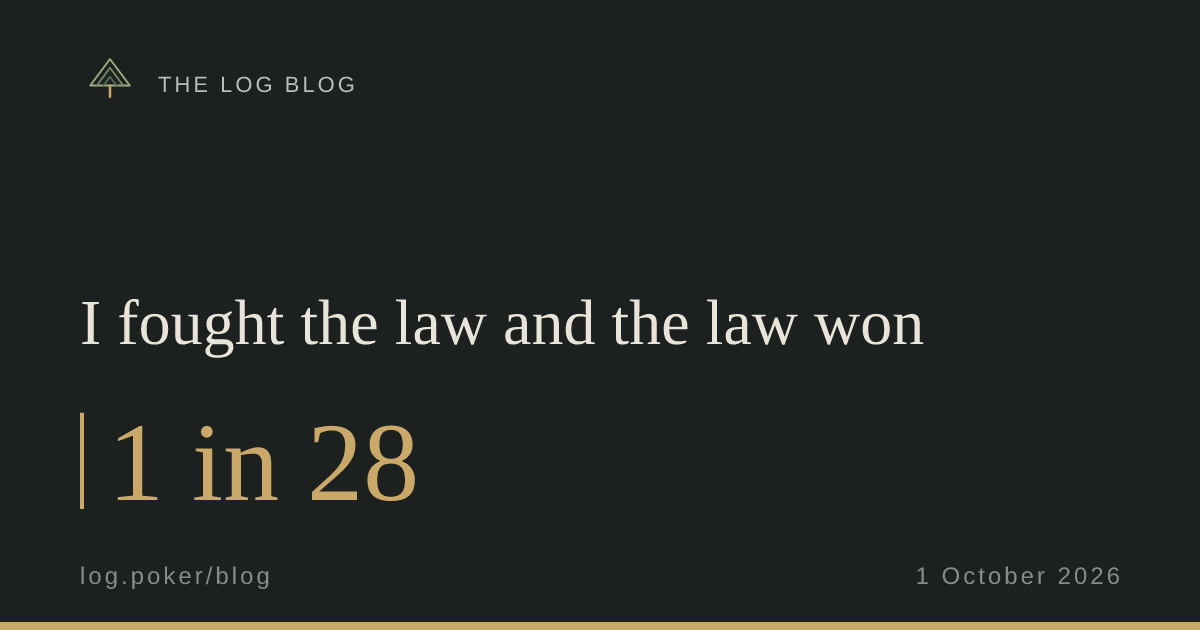 THE LOG BLOG
I fought the law and the law won
1 in 28
log.poker/blog
1 October 2026